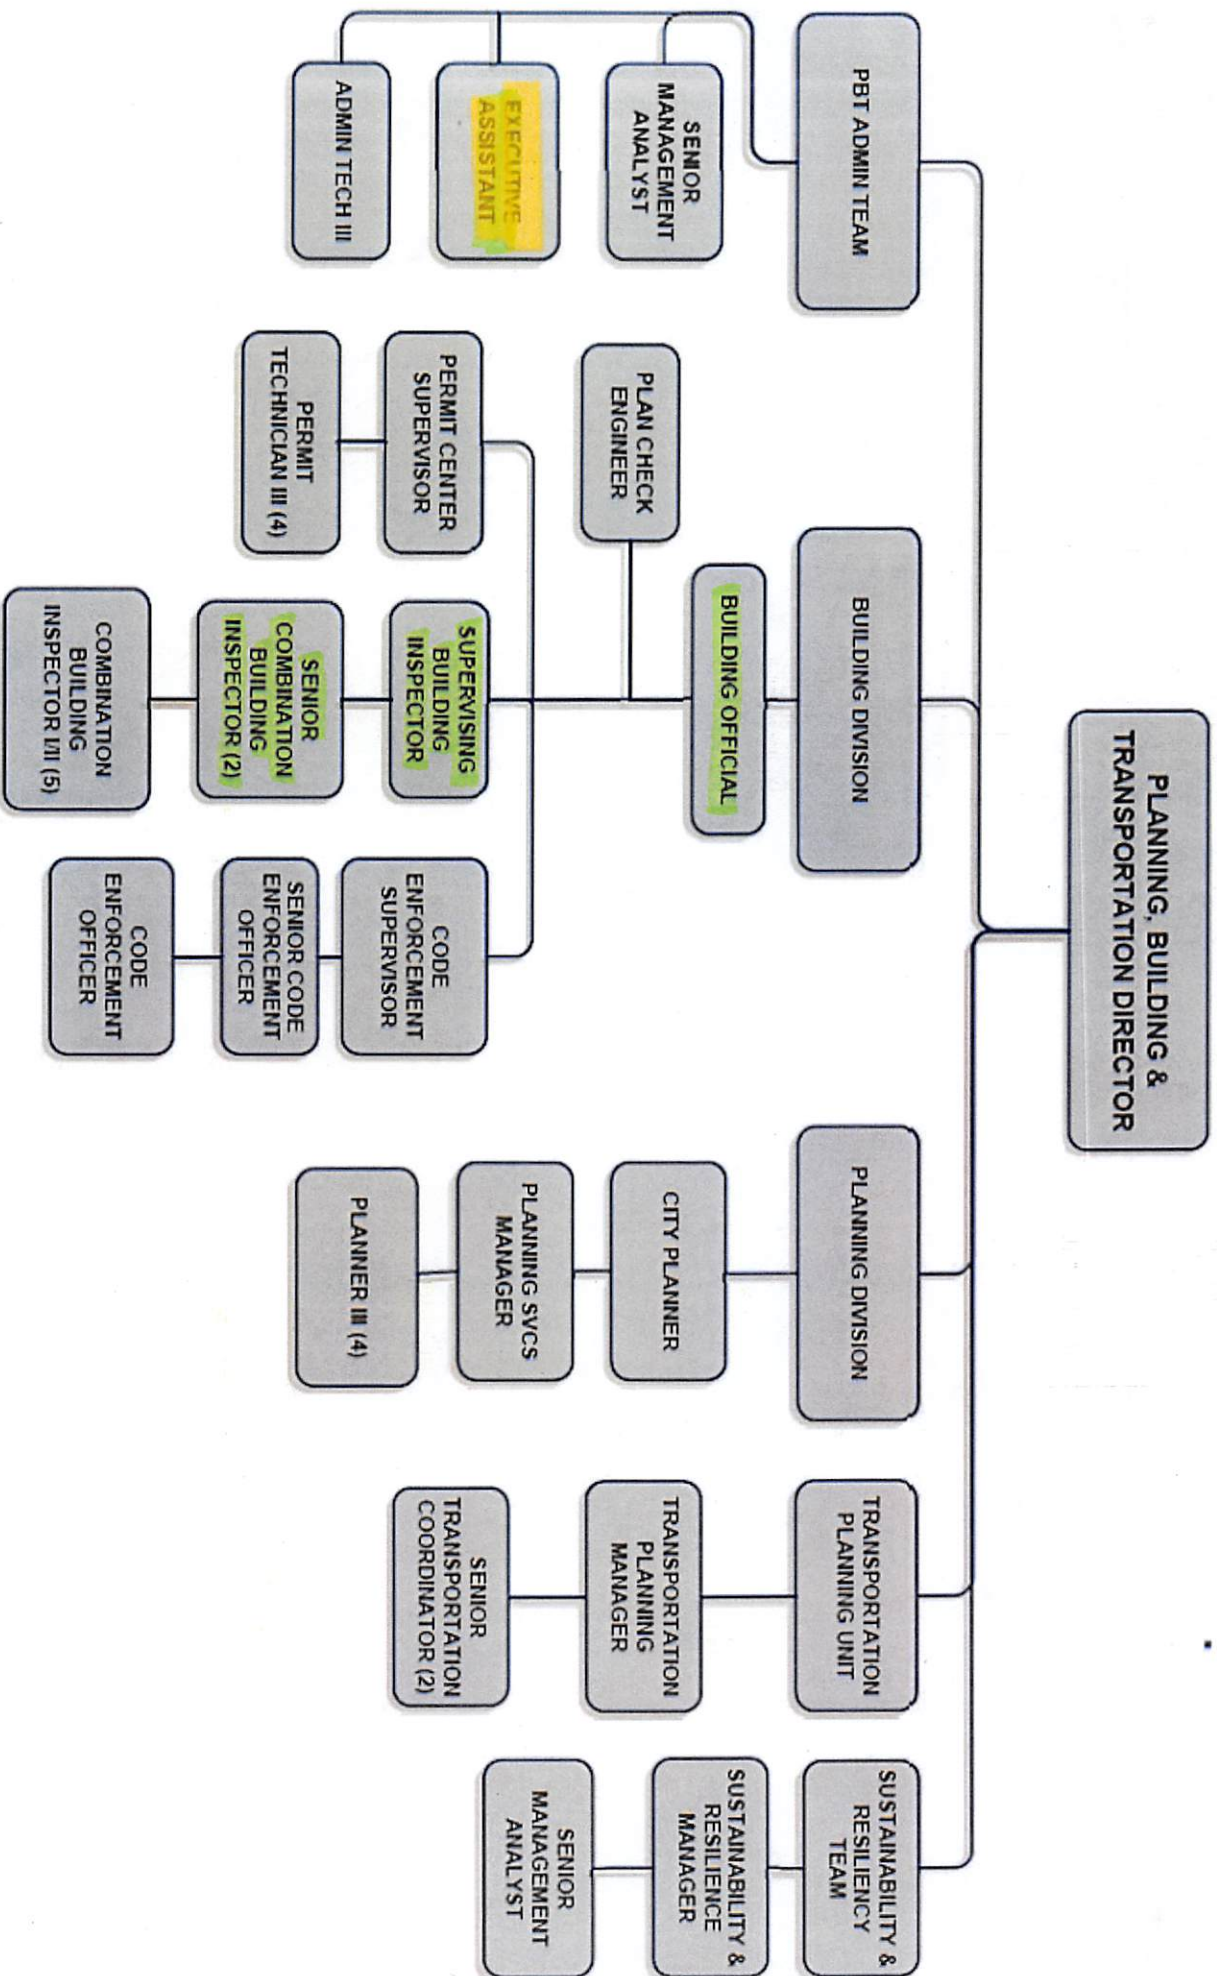 PLANNING, BUILDING &
TRANSPORTATION DIRECTOR
PBT ADMIN TEAM
SENIOR
MANAGEMENT
ANALYST
EXECUTIVE
ASSISTANT
ADMIN TECH III
BUILDING DIVISION
BUILDING OFFICIAL
PLAN CHECK
ENGINEER
PERMIT CENTER
SUPERVISOR
PERMIT
TECHNICIAN III (4)
SUPERVISING
BUILDING
INSPECTOR
SENIOR
COMBINATION
BUILDING
INSPECTOR (2)
COMBINATION
BUILDING
INSPECTOR I/II (5)
CODE
ENFORCEMENT
SUPERVISOR
SENIOR CODE
ENFORCEMENT
OFFICER
CODE
ENFORCEMENT
OFFICER
PLANNING DIVISION
CITY PLANNER
PLANNING SVCS
MANAGER
PLANNER III (4)
TRANSPORTATION
PLANNING UNIT
TRANSPORTATION
PLANNING
MANAGER
SENIOR
TRANSPORTATION
COORDINATOR (2)
SUSTAINABILITY &
RESILIENCY
TEAM
SUSTAINABILITY &
RESILIENCE
MANAGER
SENIOR
MANAGEMENT
ANALYST